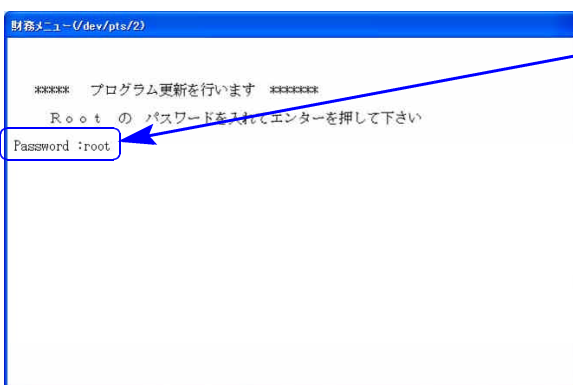 財務メニュー(/dev/pts/2)
***** プログラム更新を行います *******
Ｒｏｏｔ の パスワードを入れてエンターを押して下さい
Password :root